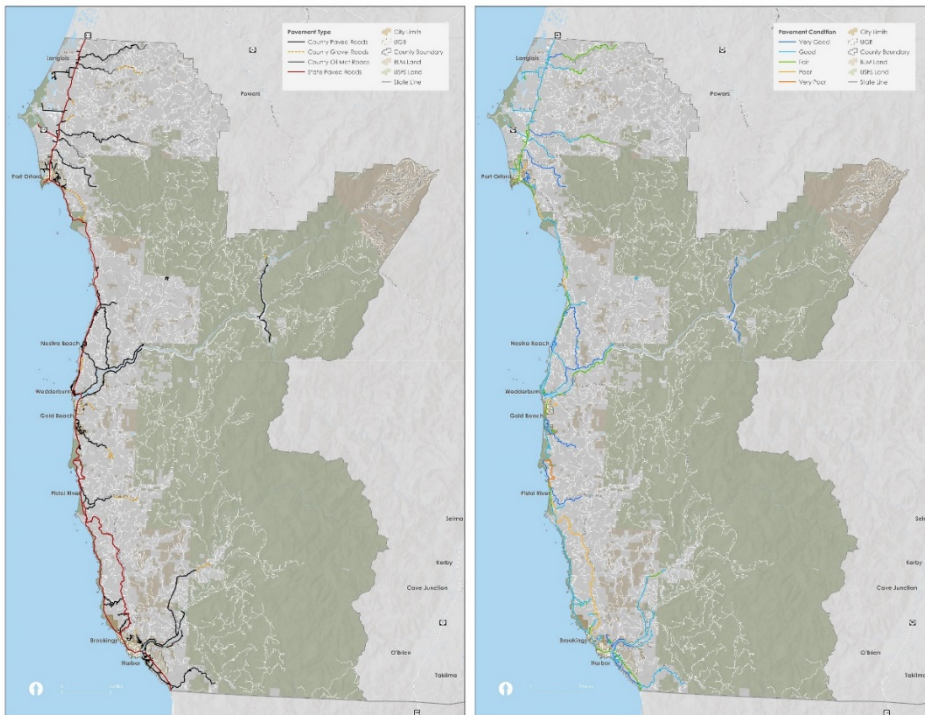 Pavement Type
County Paved Roads
County Gravel Roads
County Oil Mat Roads
State Paved Roads
City Limits
UGB
County Boundary
BLM Land
USFS Land
State Line
Langlois
Powers
Port Orford
Nesika Beach
Wedderburn
Gold Beach
Pistol River
Selma
Kerby
Cave Junction
Brookings
Harbor
O'Brien
Takilma
Pavement Condition
Very Good
Good
Fair
Poor
Very Poor
City Limits
UGB
County Boundary
BLM Land
USFS Land
State Line
Langlois
Powers
Port Orford
Nesika Beach
Wedderburn
Gold Beach
Pistol River
Kerby
Cave Junction
Brookings
Harbor
O'Brien